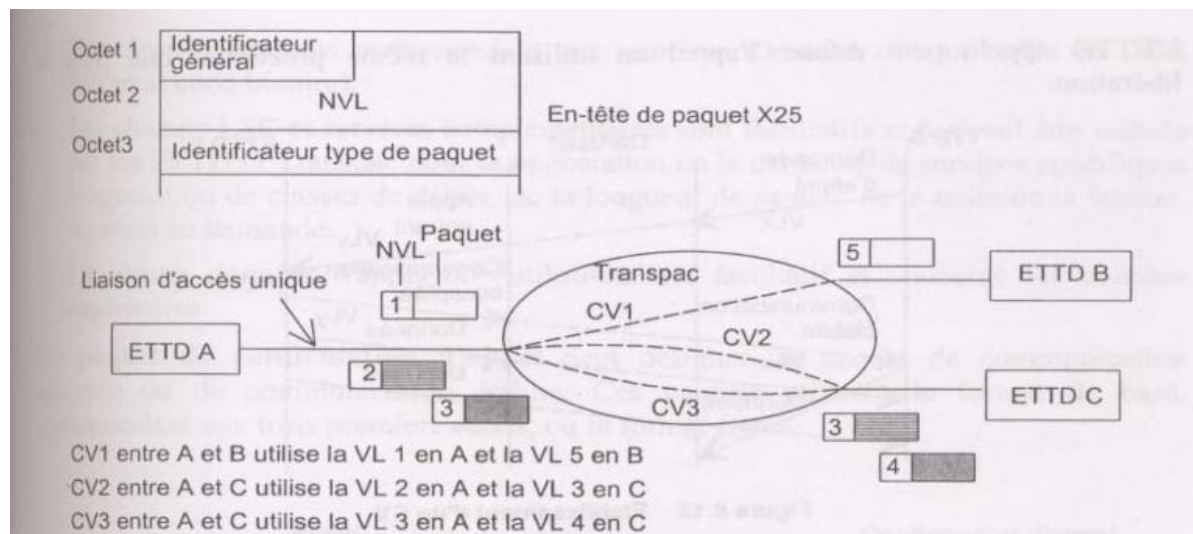 Octet 1
Identificateur
général
Octet 2
NVL
En-tête de paquet X25
Octet3
Identificateur type de paquet
NVL
Paquet
Liaison d'accès unique
1
Transpac
5
ETTD B
CV1
CV2
ETTD A
2
3
CV3
ETTD C
3
4
CV1 entre A et B utilise la VL 1 en A et la VL 5 en B
CV2 entre A et C utilise la VL 2 en A et la VL 3 en C
CV3 entre A et C utilise la VL 3 en A et la VL 4 en C